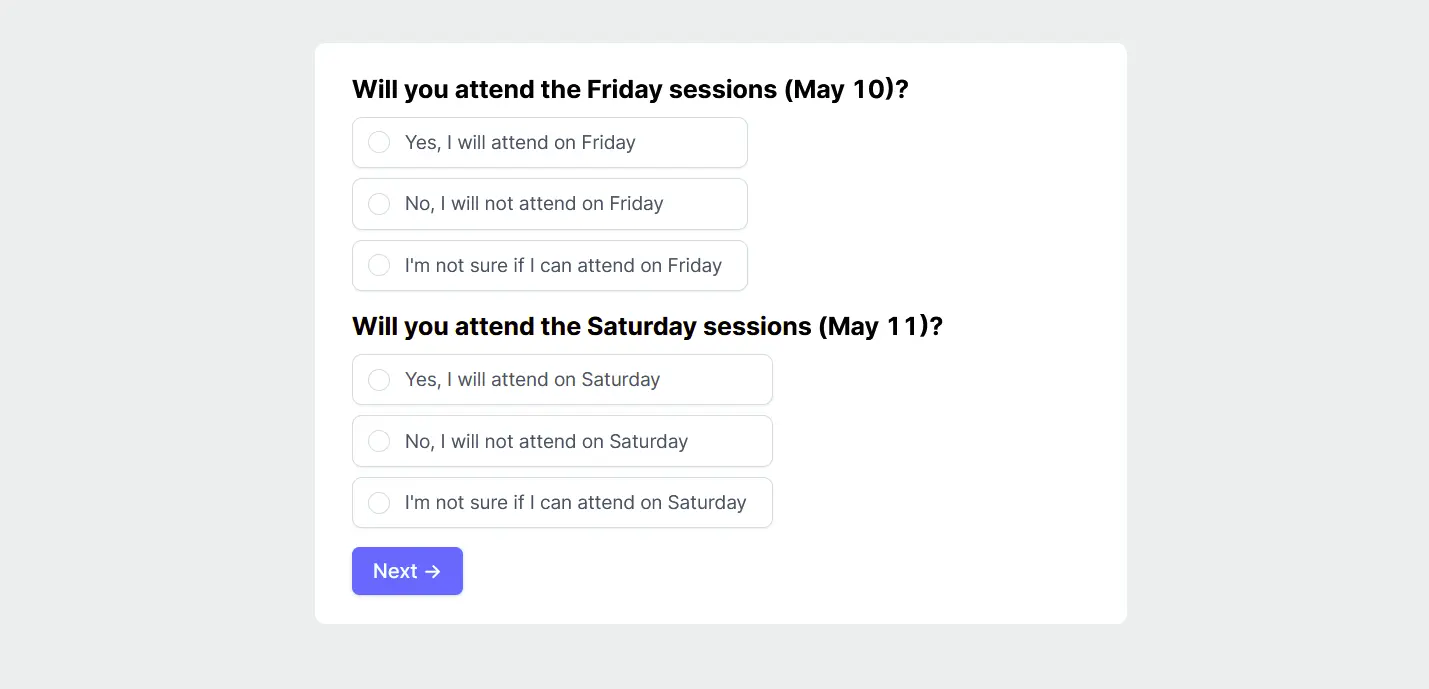 Will you attend the Friday sessions (May 10)?
Yes, I will attend on Friday
No, I will not attend on Friday
I'm not sure if I can attend on Friday
Will you attend the Saturday sessions (May 11)?
Yes, I will attend on Saturday
No, I will not attend on Saturday
I'm not sure if I can attend on Saturday
Next →